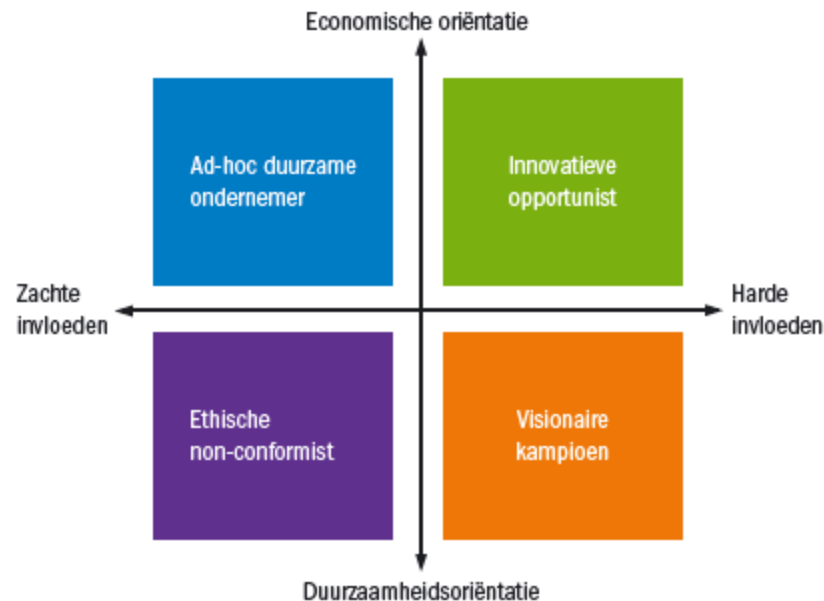 Economische oriëntatie
Ad-hoc duurzame
ondernemer
Innovatieve
opportunist
Zachte
invloeden
Harde
invloeden
Ethische
non-conformist
Visionaire
kampioen
Duurzaamheidsoriëntatie